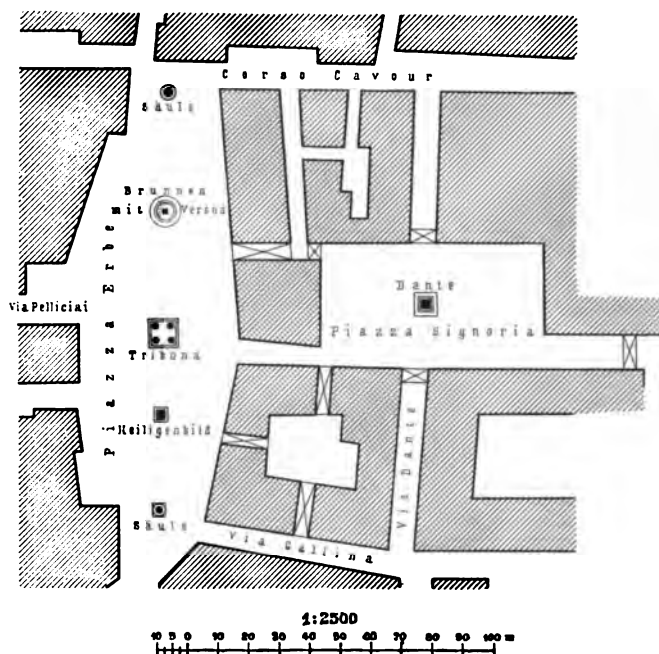 Corso Cavour
Säule
Brunnen
mit Verona
Piazza Erbe
Dante
Piazza Signoria
Via Pelliciai
Tribuna
Heiligenbild
Via Dante
Säule
Via Càlfina
1:2500
10 5 0 10 20 30 40 50 60 70 80 90 100 m